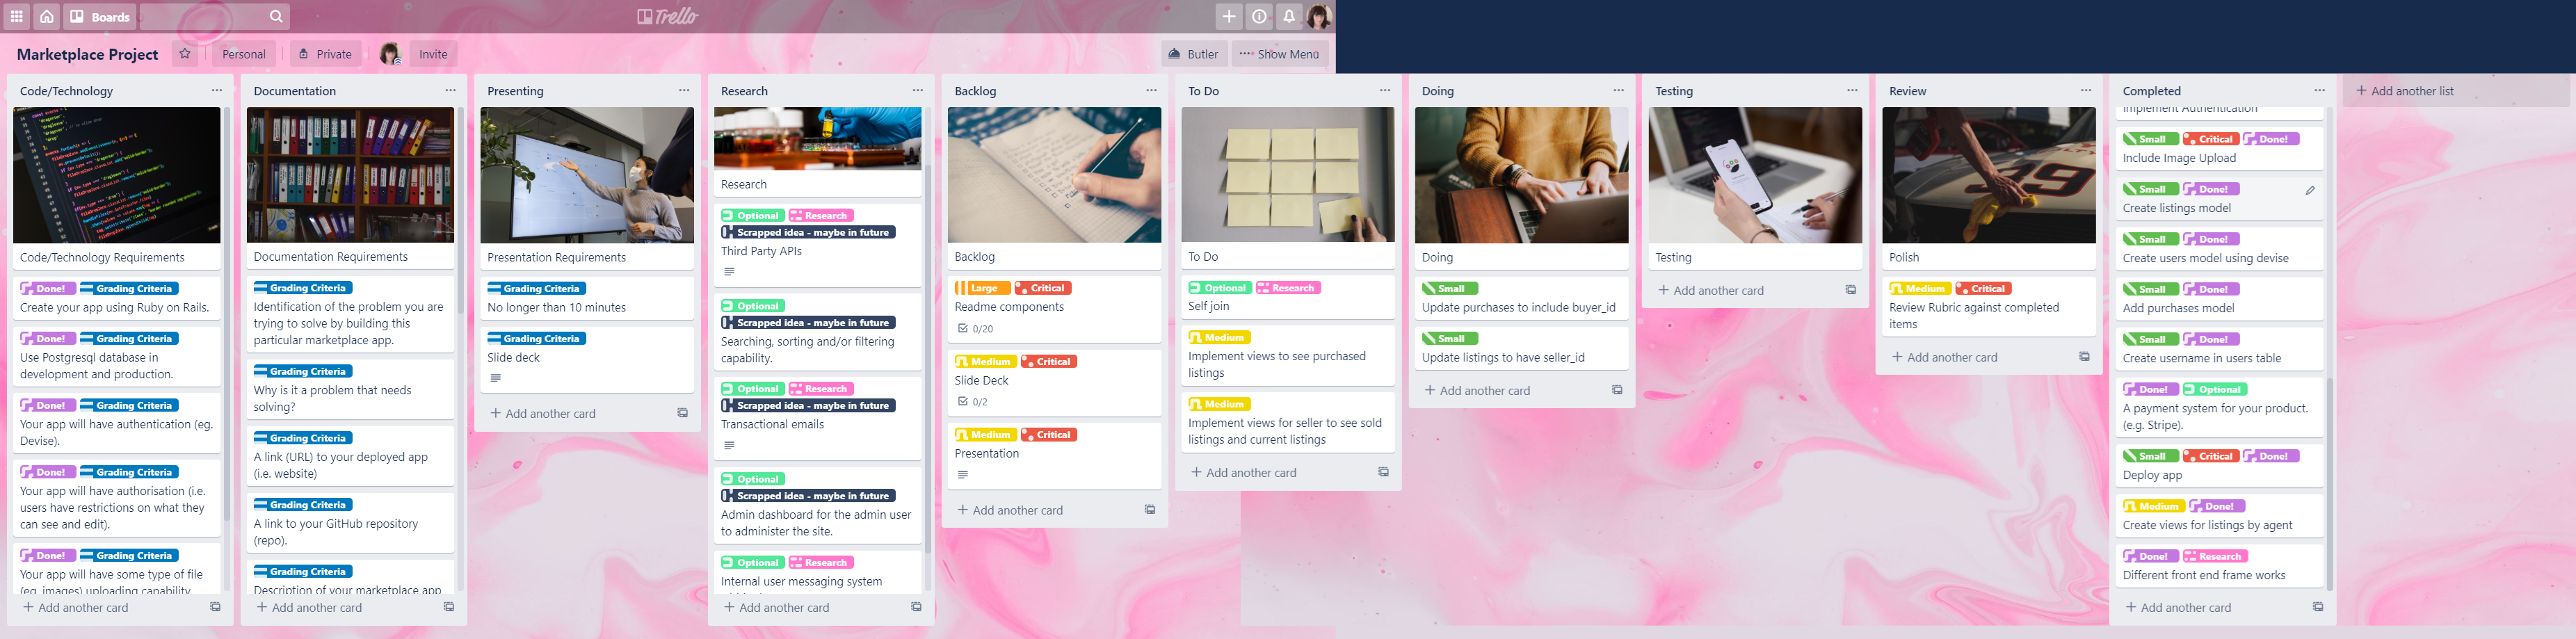 Boards
Trello
Marketplace Project
Personal
Private
Invite
Butler
Show Menu
Code/Technology
Code/Technology Requirements
Done! Grading Criteria
Create your app using Ruby on Rails.
Done! Grading Criteria
Use Postgresql database in
development and production.
Done! Grading Criteria
Your app will have authentication (eg.
Devise).
Done! Grading Criteria
Your app will have authorisation (i.e.
users have restrictions on what they
can see and edit).
Done! Grading Criteria
Your app will have some type of file
(eg. images) uploading capability
+ Add another card
Documentation
Documentation Requirements
Grading Criteria
Identification of the problem you are
trying to solve by building this
particular marketplace app.
Grading Criteria
Why is it a problem that needs
solving?
Grading Criteria
A link (URL) to your deployed app
(i.e. website)
Grading Criteria
A link to your GitHub repository
(repo).
Grading Criteria
Description of your marketplace app
+ Add another card
Presenting
Presentation Requirements
Grading Criteria
No longer than 10 minutes
Grading Criteria
Slide deck
+ Add another card
Research
Research
Optional Research
Scrapped idea - maybe in future
Third Party APIs
Optional
Scrapped idea - maybe in future
Searching, sorting and/or filtering
capability.
Optional Research
Scrapped idea - maybe in future
Transactional emails
Optional
Scrapped idea - maybe in future
Admin dashboard for the admin user
to administer the site.
Optional Research
Internal user messaging system
+ Add another card
Backlog
Backlog
Large Critical
Readme components
0/20
Medium Critical
Slide Deck
0/2
Medium Critical
Presentation
+ Add another card
To Do
To Do
Optional Research
Self join
Medium
Implement views to see purchased
listings
Medium
Implement views for seller to see sold
listings and current listings
+ Add another card
Doing
Doing
Small
Update purchases to include buyer_id
Small
Update listings to have seller_id
+ Add another card
Testing
Testing
+ Add another card
Review
39
Polish
Medium Critical
Review Rubric against completed
items
+ Add another card
Completed
Implement Authentication
Small Critical Done!
Include Image Upload
Small Done!
Create listings model
Small Done!
Create users model using devise
Small Done!
Add purchases model
Small Done!
Create username in users table
Done! Optional
A payment system for your product.
(e.g. Stripe).
Small Critical Done!
Deploy app
Medium Done!
Create views for listings by agent
Done! Research
Different front end frame works
+ Add another card
+ Add another list